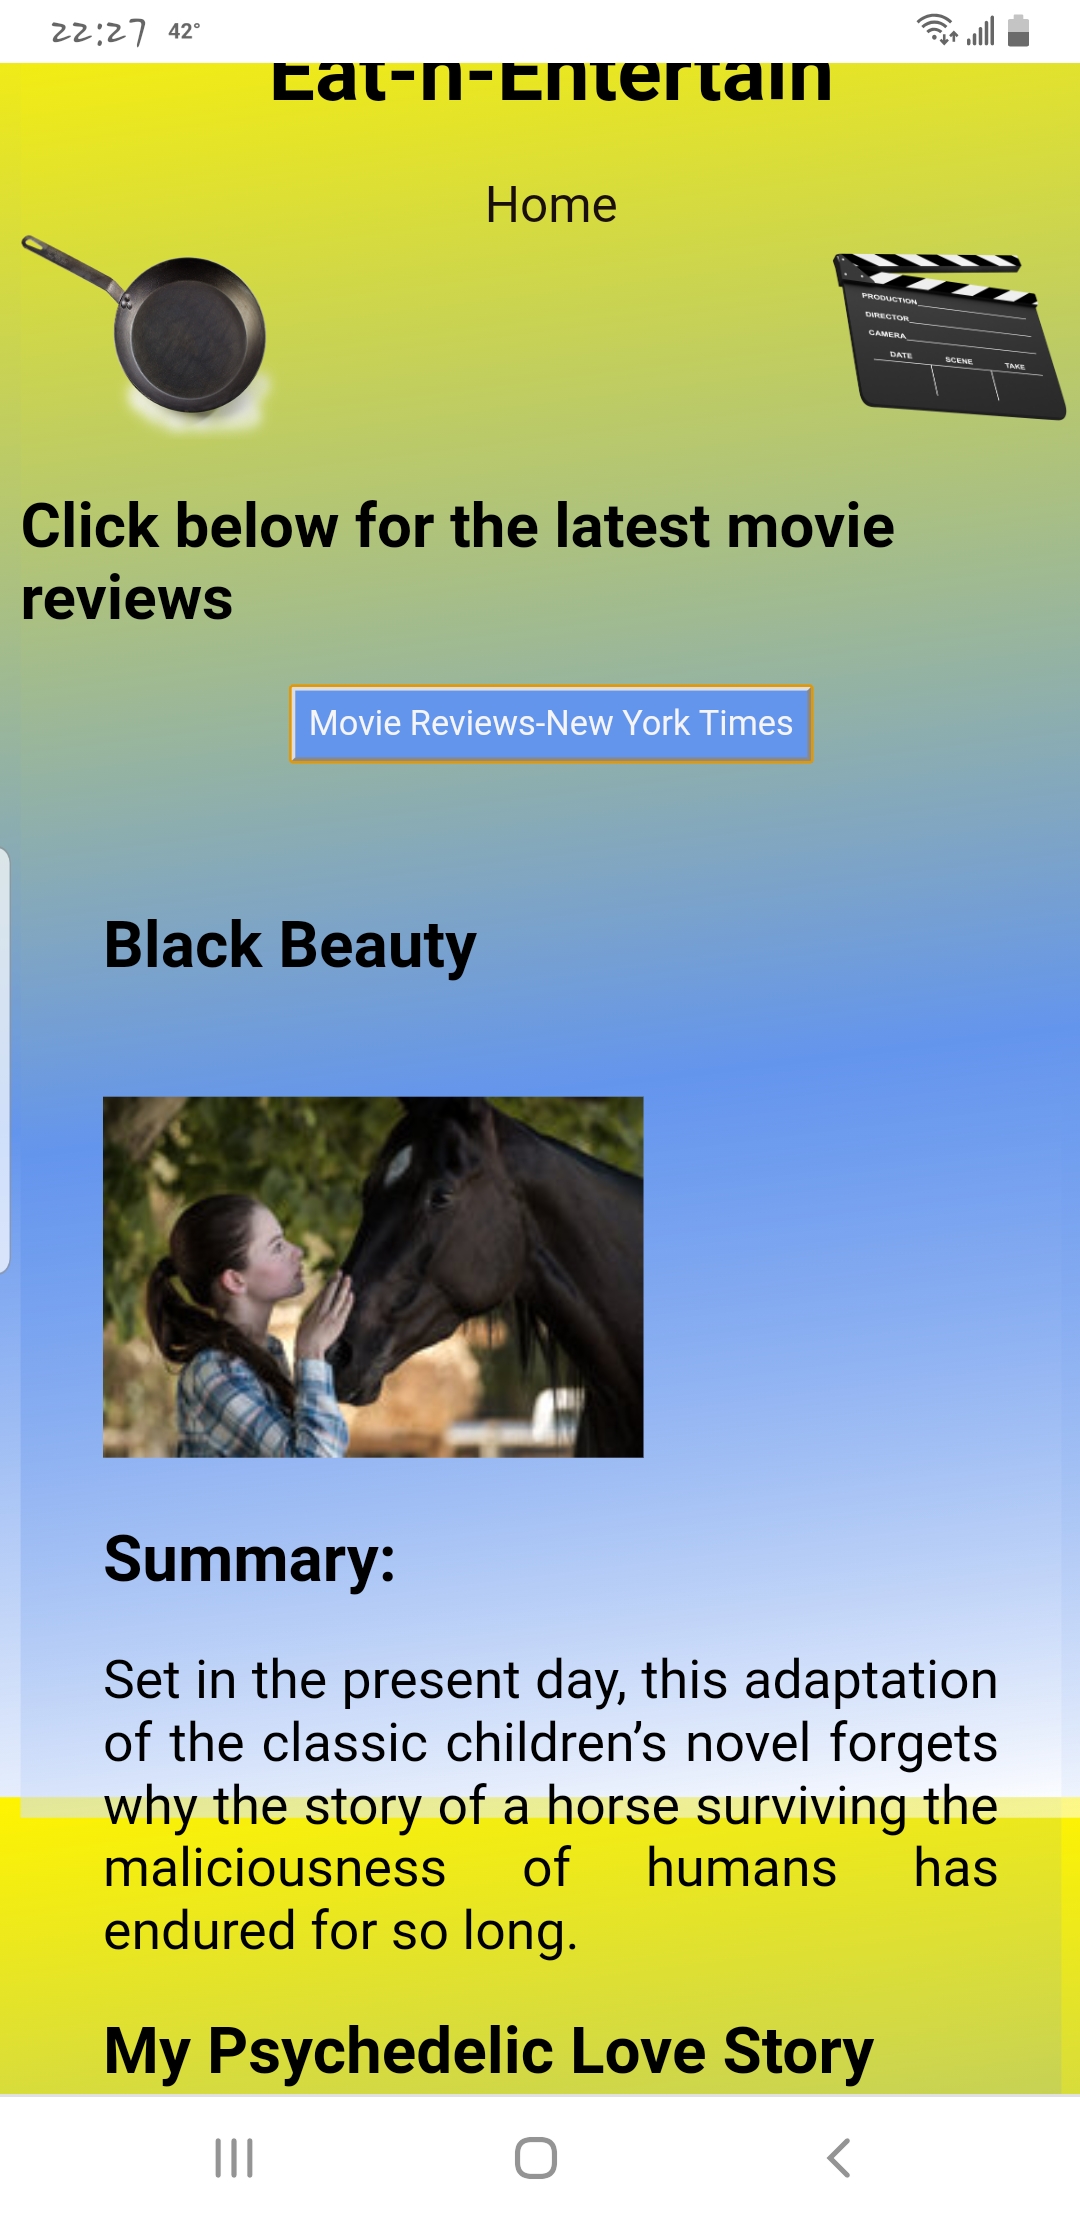 22:27 42°
Eat-n-Entertain
Home
PRODUCTION
DIRECTOR
CAMERA
DATE SCENE TAKE
Click below for the latest movie
reviews
Movie Reviews-New York Times
Black Beauty
Summary:
Set in the present day, this adaptation
of the classic children’s novel forgets
why the story of a horse surviving the
maliciousness of humans has
endured for so long.
My Psychedelic Love Story